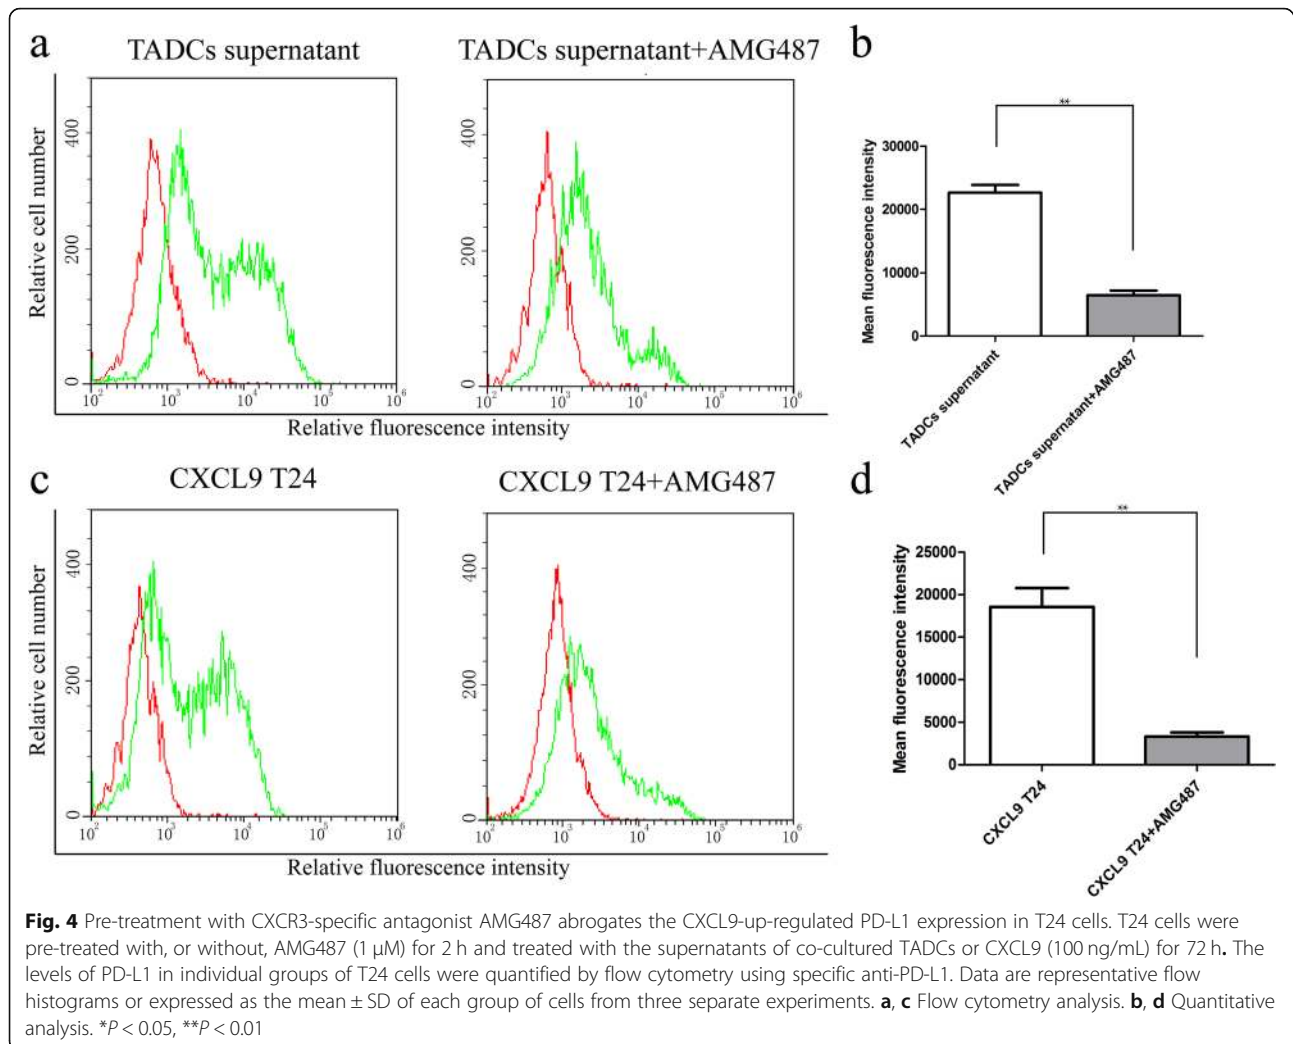 a
TADCs supernatant
TADCs supernatant+AMG487
b
Relative cell number
400
200
0
10² 10³ 10⁴ 10⁵ 10⁶
400
200
0
10² 10³ 10⁴ 10⁵ 10⁶
Relative fluorescence intensity
**
Mean fluorescence intensity
30000
20000
10000
0
TADCs supernatant
TADCs supernatant+AMG487
c
CXCL9 T24
CXCL9 T24+AMG487
d
Relative cell number
400
200
0
10² 10³ 10⁴ 10⁵ 10⁶
400
200
0
10² 10³ 10⁴ 10⁵ 10⁶
Relative fluorescence intensity
**
Mean fluorescence intensity
25000
20000
15000
10000
5000
0
CXCL9 T24
CXCL9 T24+AMG487
Fig. 4 Pre-treatment with CXCR3-specific antagonist AMG487 abrogates the CXCL9-up-regulated PD-L1 expression in T24 cells. T24 cells were
pre-treated with, or without, AMG487 (1 μM) for 2 h and treated with the supernatants of co-cultured TADCs or CXCL9 (100 ng/mL) for 72 h. The
levels of PD-L1 in individual groups of T24 cells were quantified by flow cytometry using specific anti-PD-L1. Data are representative flow
histograms or expressed as the mean ± SD of each group of cells from three separate experiments. a, c Flow cytometry analysis. b, d Quantitative
analysis. *P < 0.05, **P < 0.01